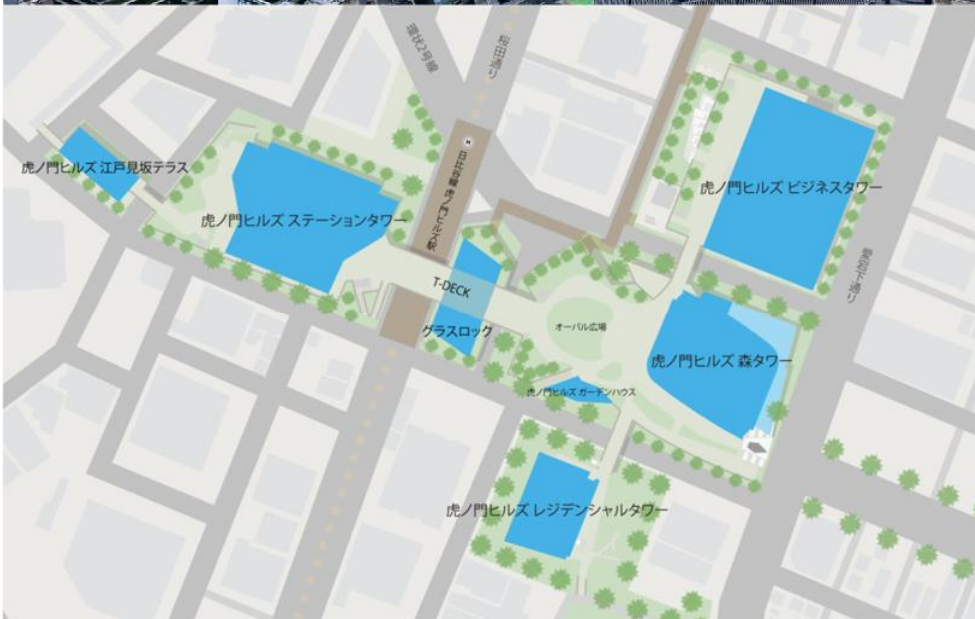 環状2号線
桜田通り
日比谷線 虎ノ門ヒルズ駅
虎ノ門ヒルズ 江戸見坂テラス
虎ノ門ヒルズ ステーションタワー
虎ノ門ヒルズ ビジネスタワー
愛宕下通り
T-DECK
グラスロック
オーバル広場
虎ノ門ヒルズ 森タワー
虎ノ門ヒルズ ガーデンハウス
虎ノ門ヒルズ レジデンシャルタワー